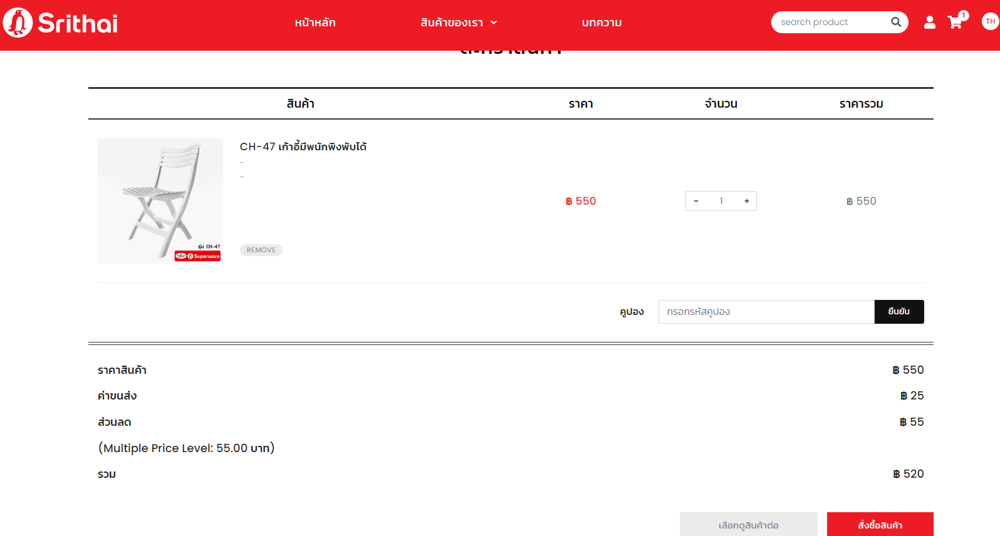 Srithai
หน้าหลัก
สินค้าของเรา
บทความ
search product
1
TH
สินค้า ราคา จำนวน ราคารวม
CH-47 เก้าอี้มีพนักพิงพับได้
-
-
฿ 550
- 1 +
฿ 550
รุ่น CH-47
Superware
REMOVE
คูปอง กรอกรหัสคูปอง ยืนยัน
ราคาสินค้า ฿ 550
ค่าขนส่ง ฿ 25
ส่วนลด ฿ 55
(Multiple Price Level: 55.00 บาท)
รวม ฿ 520
เลือกดูสินค้าต่อ สั่งซื้อสินค้า